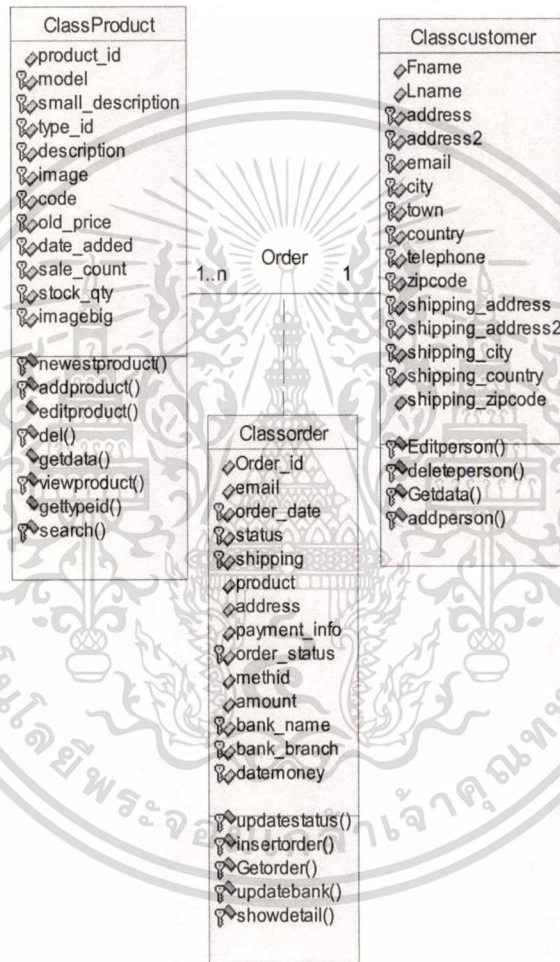 ClassProduct
product_id
model
small_description
type_id
description
image
code
old_price
date_added
sale_count
stock_qty
imagebig
newestproduct()
addproduct()
editproduct()
del()
getdata()
viewproduct()
gettypeid()
search()
1..n
Order
1
Classcustomer
Fname
Lname
address
address2
email
city
town
country
telephone
zipcode
shipping_address
shipping_address2
shipping_city
shipping_country
shipping_zipcode
Editperson()
deleteperson()
Getdata()
addperson()
Classorder
Order_id
email
order_date
status
shipping
product
address
payment_info
order_status
methid
amount
bank_name
bank_branch
datemoney
updatestatus()
insertorder()
Getorder()
updatebank()
showdetail()